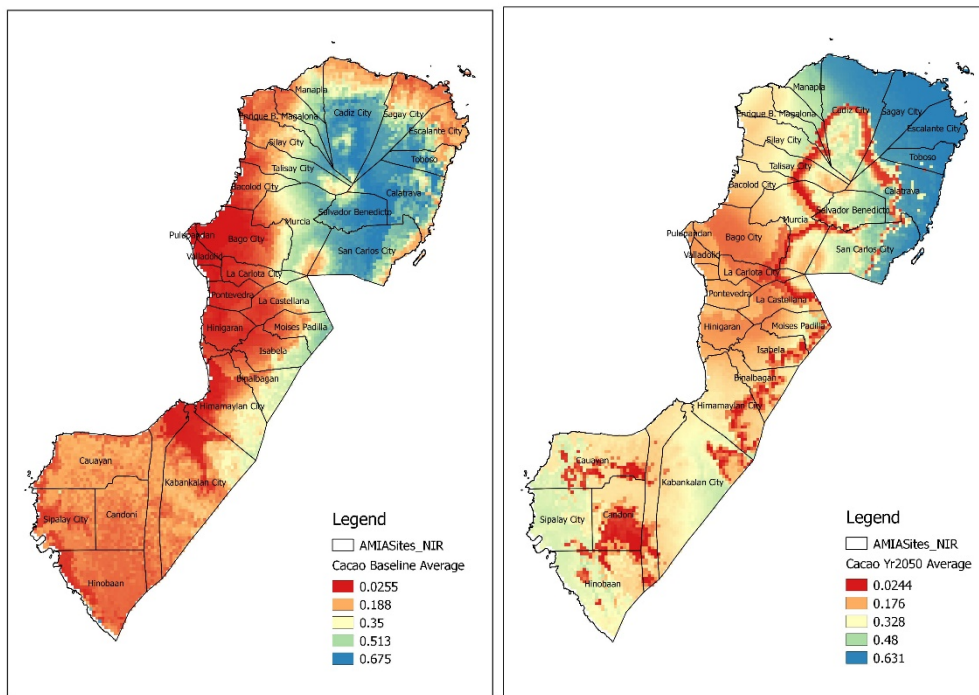 Manapla
Cadiz City
Enrique B. Magalona
Sagay City
Silay City
Escalante City
Talisay City
Toboso
Bacolod City
Calatrava
Salvador Benedicto
Murcia
Pulupandan
Bago City
San Carlos City
Valladolid
La Carlota City
Pontevedra
La Castellana
Hinigaran
Moises Padilla
Isabela
Binalbagan
Himamaylan City
Cauayan
Kabankalan City
Sipalay City
Candoni
Hinobaan
Legend
AMIASites_NIR
Cacao Baseline Average
0.0255
0.188
0.35
0.513
0.675
Manapla
Cadiz City
Enrique B. Magalona
Sagay City
Silay City
Escalante City
Talisay City
Toboso
Bacolod City
Calatrava
Salvador Benedicto
Murcia
Pulupandan
Bago City
San Carlos City
Valladolid
La Carlota City
Pontevedra
La Castellana
Hinigaran
Moises Padilla
Isabela
Binalbagan
Himamaylan City
Cauayan
Kabankalan City
Sipalay City
Candoni
Hinobaan
Legend
AMIASites_NIR
Cacao Yr2050 Average
0.0244
0.176
0.328
0.48
0.631